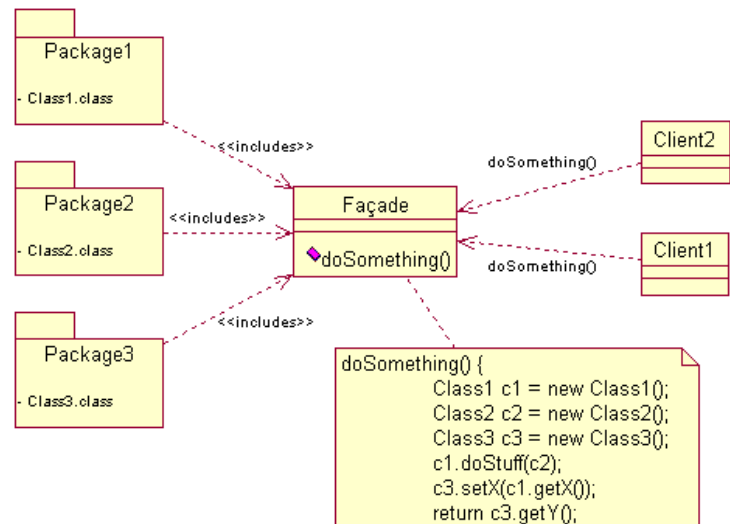 Package1
- Class1.class
<<includes>>
Package2
- Class2.class
<<includes>>
Package3
- Class3.class
<<includes>>
Façade
doSomething()
Client2
doSomething()
Client1
doSomething()
doSomething() {
Class1 c1 = new Class1();
Class2 c2 = new Class2();
Class3 c3 = new Class3();
c1.doStuff(c2);
c3.setX(c1.getX());
return c3.getY();